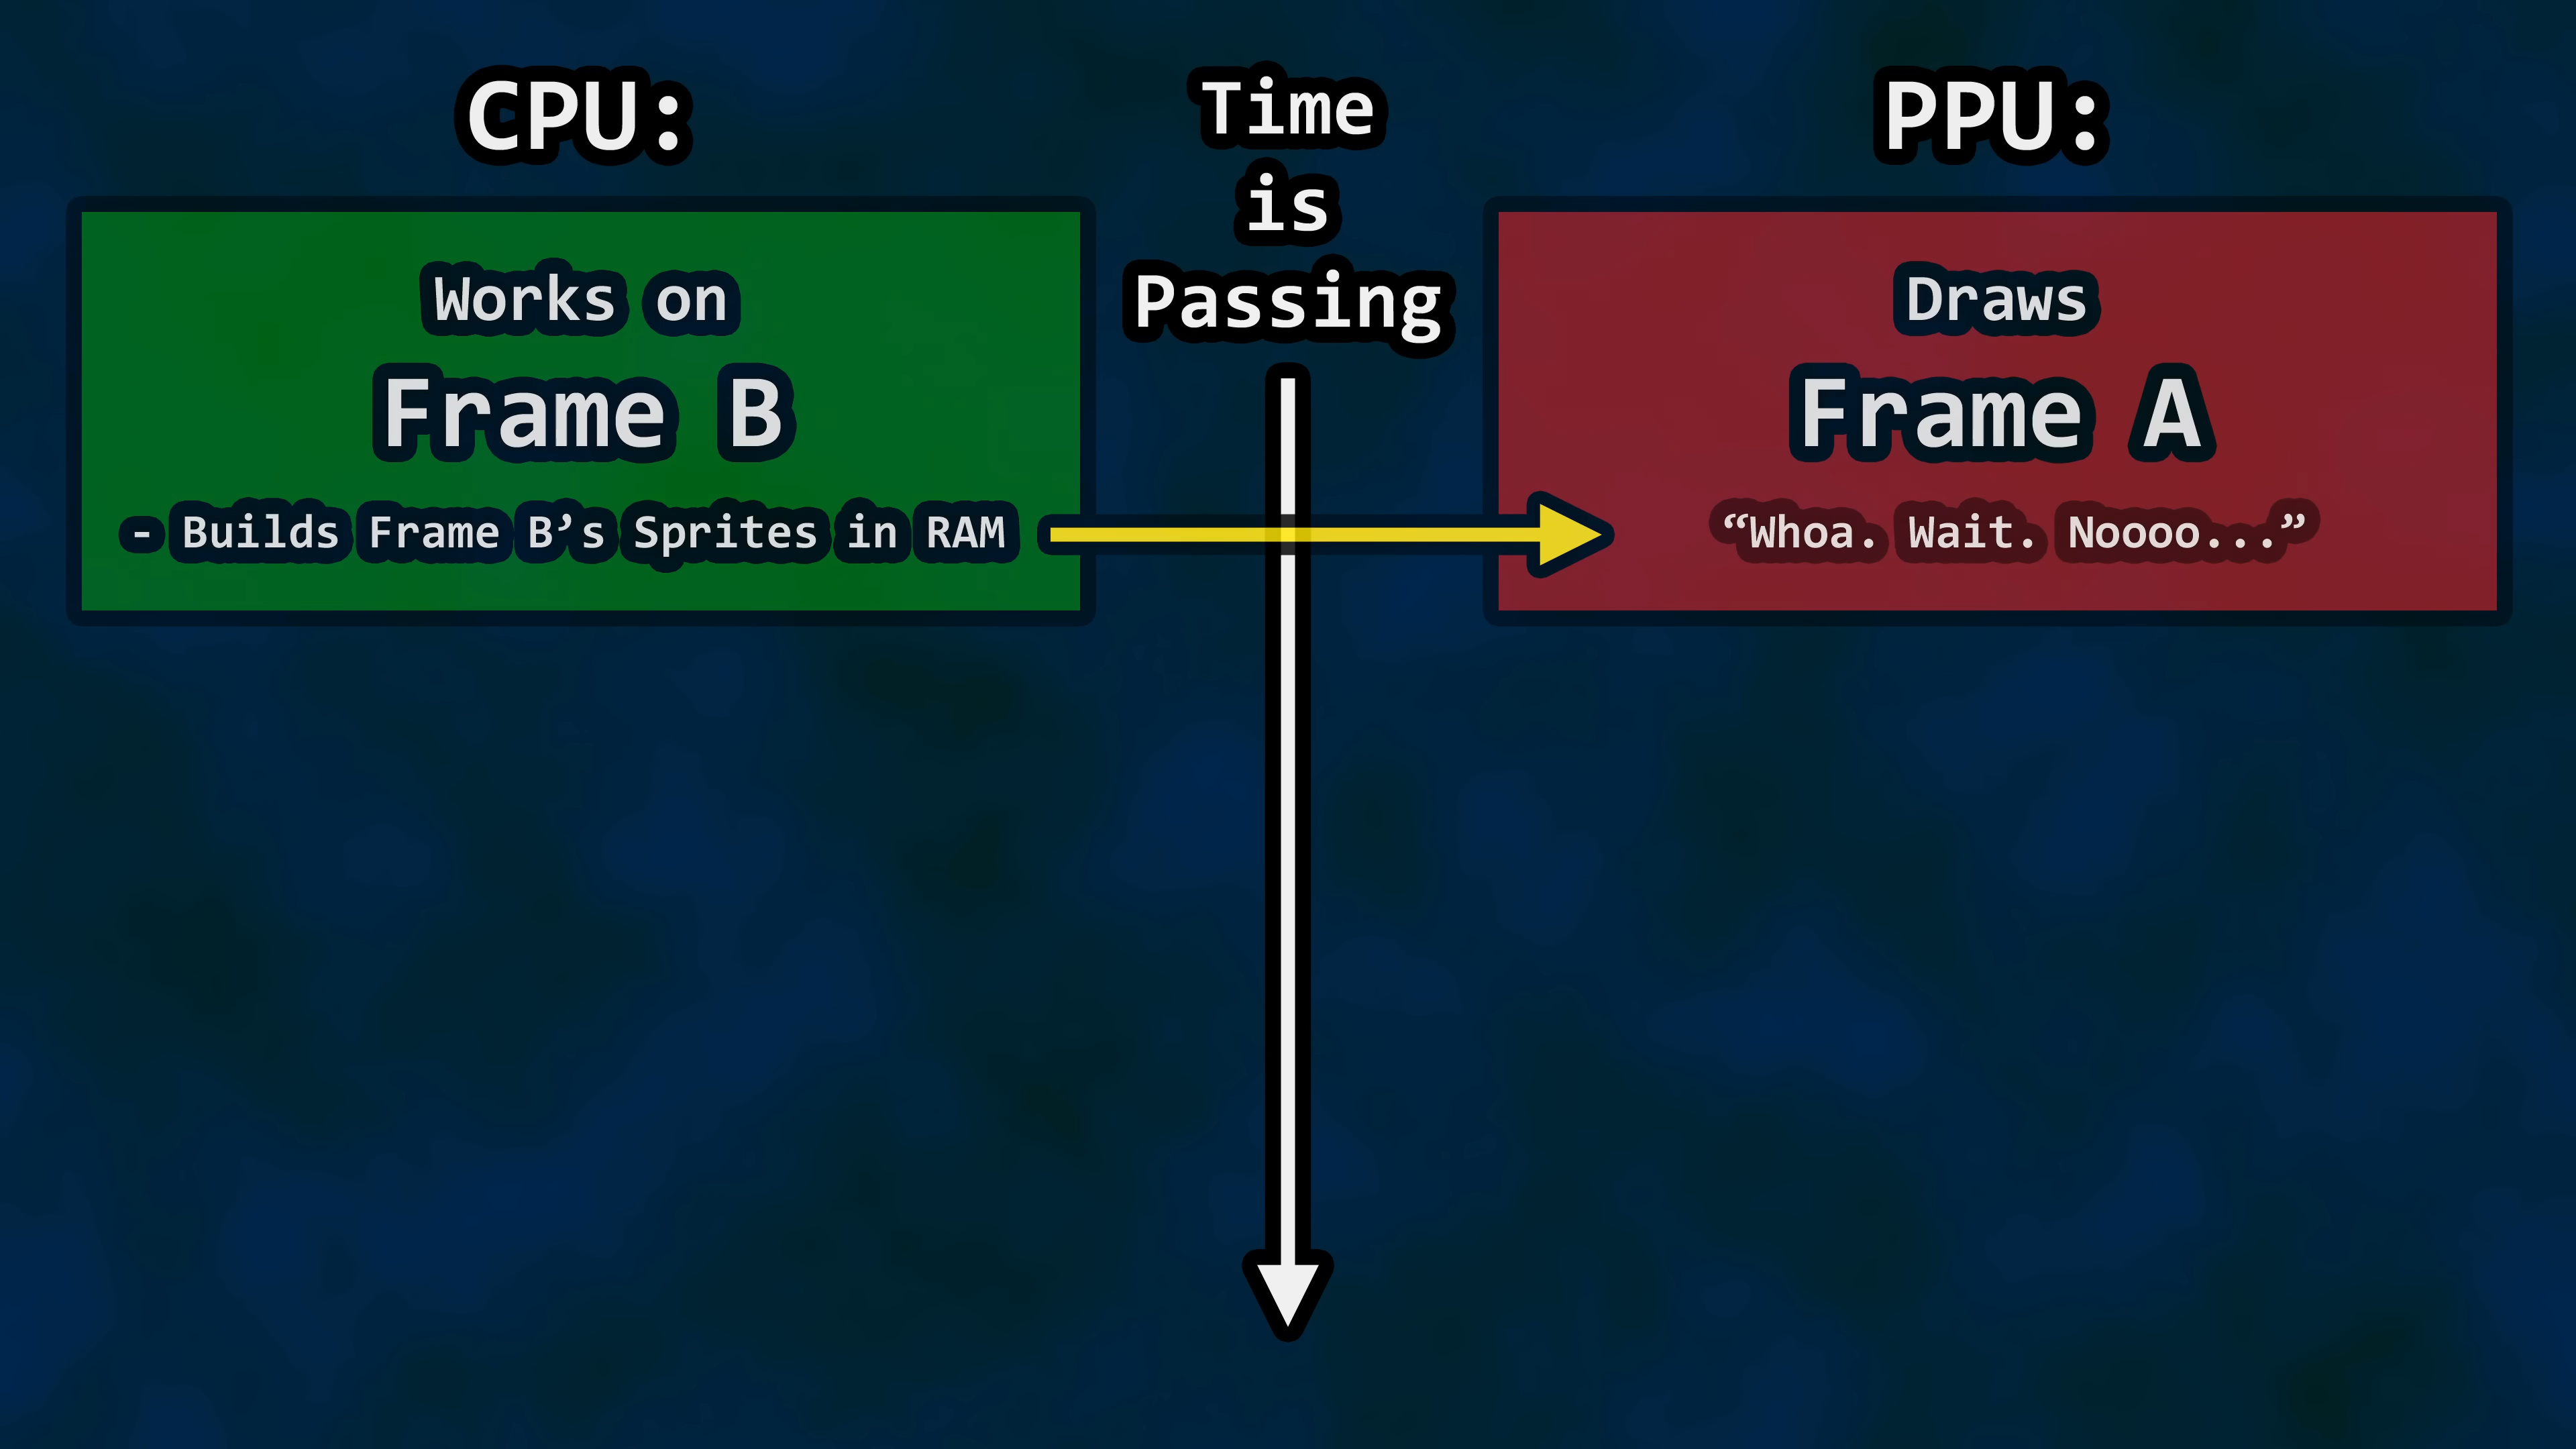 CPU:
Works on
Frame B
- Builds Frame B’s Sprites in RAM
Time
is
Passing
PPU:
Draws
Frame A
“Whoa. Wait. Noooo...”